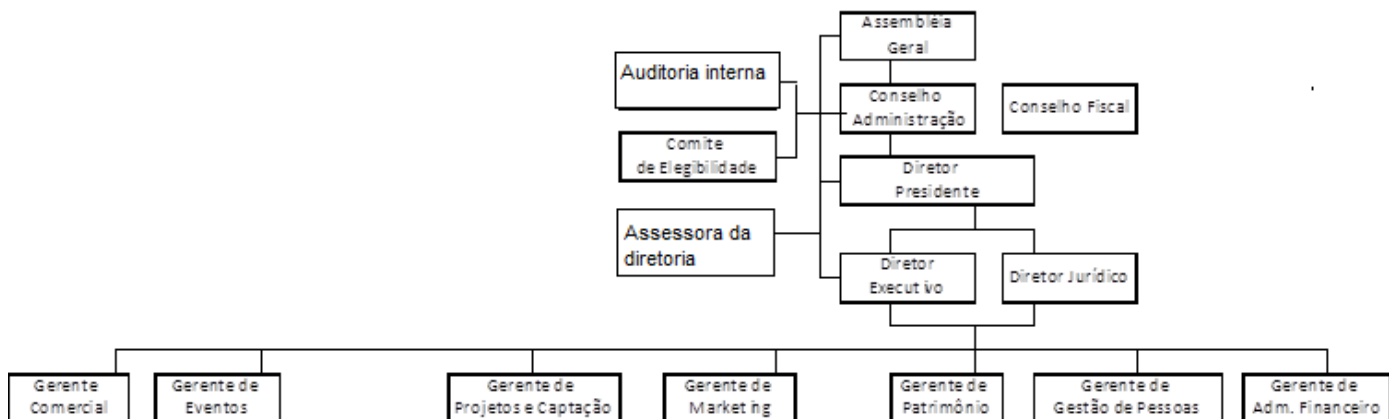 Assembléia
Geral
Auditoria interna
Conselho
Administração
Conselho Fiscal
Comite
de Elegibilidade
Diretor
Presidente
Assessora da
diretoria
Diretor
Executivo
Diretor Jurídico
Gerente
Comercial
Gerente de
Eventos
Gerente de
Projetos e Captação
Gerente de
Marketing
Gerente de
Patrimônio
Gerente de
Gestão de Pessoas
Gerente de
Adm. Financeiro